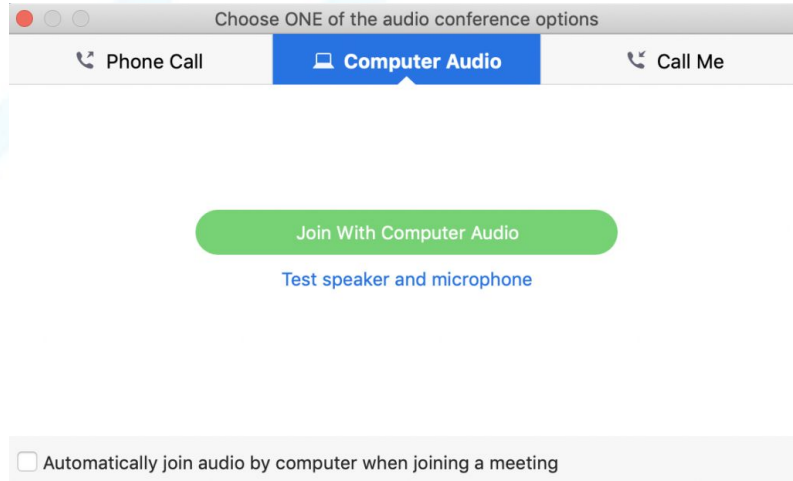 Choose ONE of the audio conference options
Phone Call
Computer Audio
Call Me
Join With Computer Audio
Test speaker and microphone
Automatically join audio by computer when joining a meeting